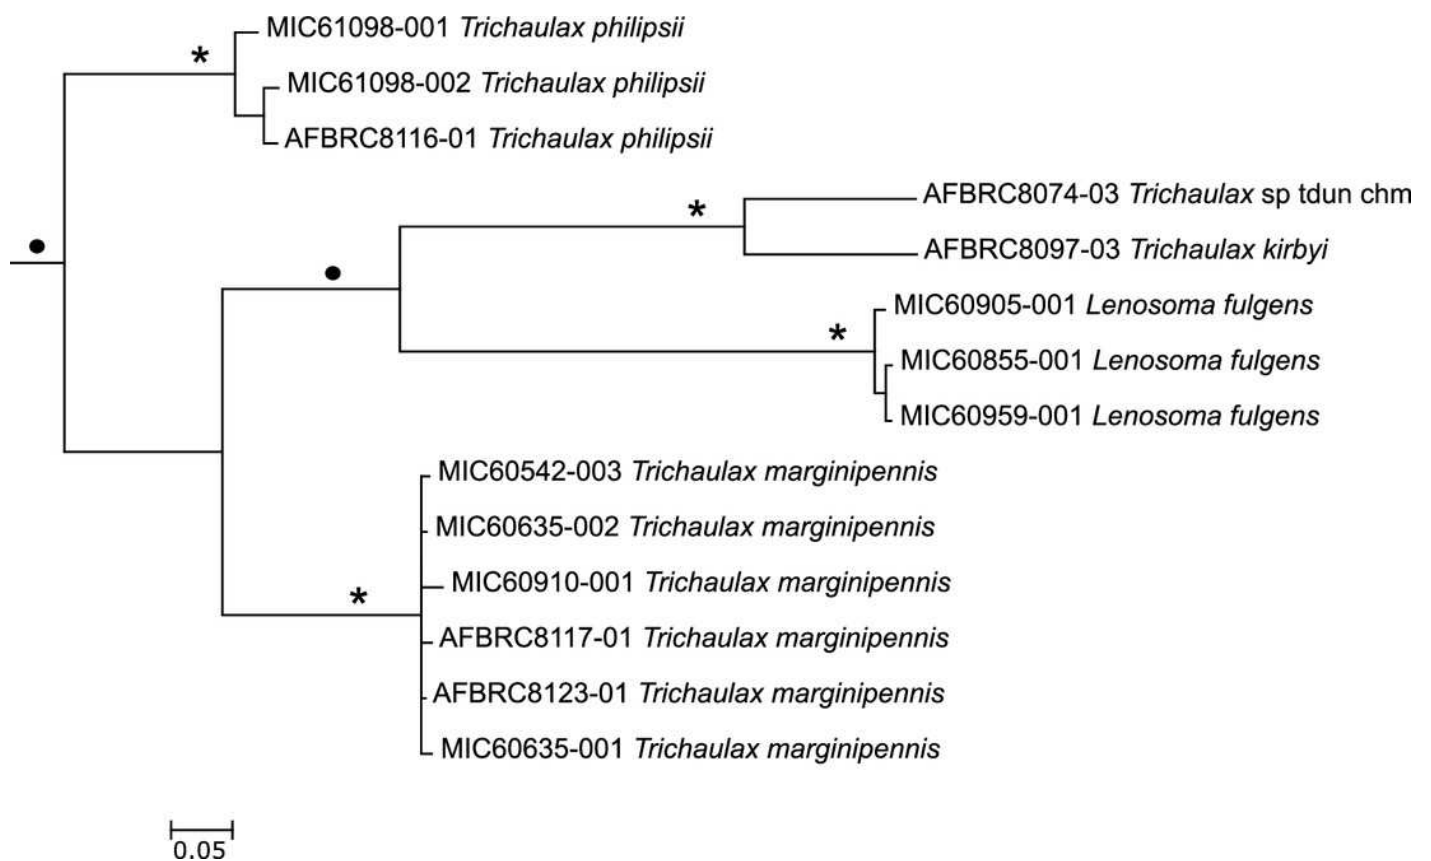 MIC61098-001 Trichaulax philipsii
MIC61098-002 Trichaulax philipsii
AFBRC8116-01 Trichaulax philipsii
AFBRC8074-03 Trichaulax sp tdun chm
AFBRC8097-03 Trichaulax kirbyi
MIC60905-001 Lenosoma fulgens
MIC60855-001 Lenosoma fulgens
MIC60959-001 Lenosoma fulgens
MIC60542-003 Trichaulax marginipennis
MIC60635-002 Trichaulax marginipennis
MIC60910-001 Trichaulax marginipennis
AFBRC8117-01 Trichaulax marginipennis
AFBRC8123-01 Trichaulax marginipennis
MIC60635-001 Trichaulax marginipennis
0.05